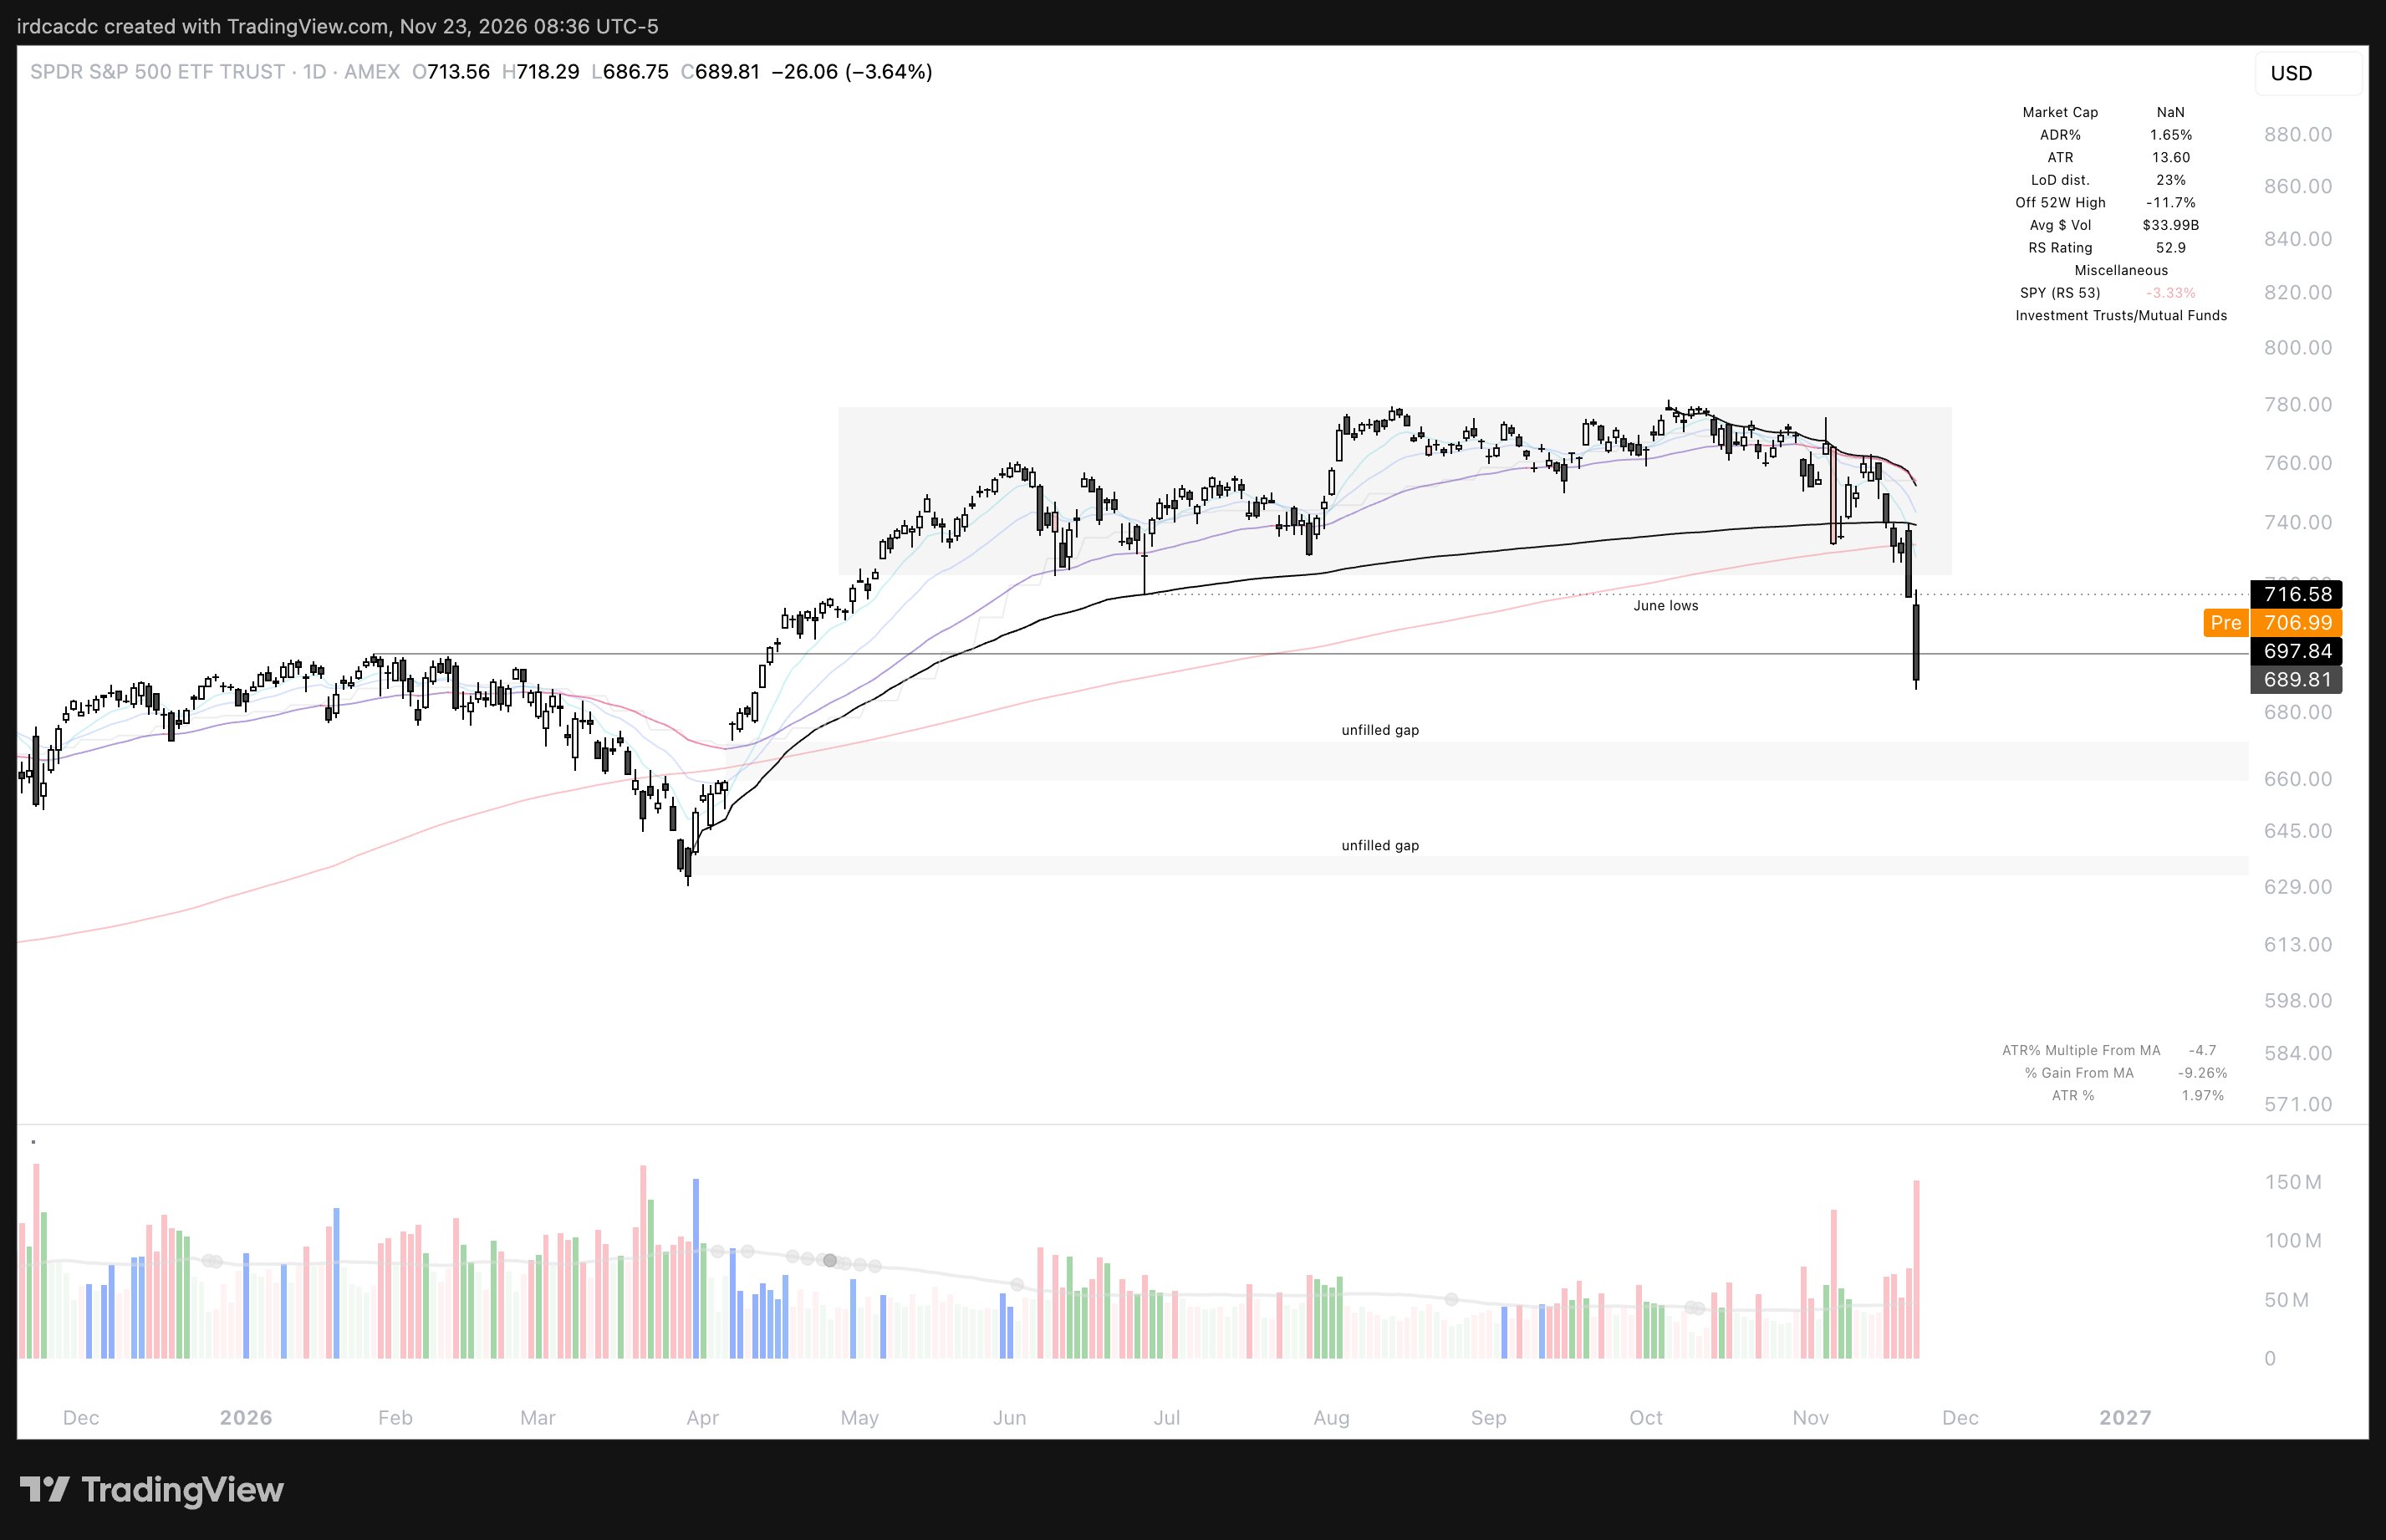 irdcacdc created with TradingView.com, Nov 23, 2026 08:36 UTC-5
SPDR S&P 500 ETF TRUST · 1D · AMEX O713.56 H718.29 L686.75 C689.81 −26.06 (−3.64%)
USD
Market Cap NaN
ADR% 1.65%
ATR 13.60
LoD dist. 23%
Off 52W High -11.7%
Avg $ Vol $33.99B
RS Rating 52.9
Miscellaneous
SPY (RS 53) -3.33%
Investment Trusts/Mutual Funds
880.00
860.00
840.00
820.00
800.00
780.00
760.00
740.00
716.58
June lows
Pre 706.99
697.84
689.81
680.00
unfilled gap
660.00
645.00
unfilled gap
629.00
613.00
598.00
584.00
571.00
ATR% Multiple From MA -4.7
% Gain From MA -9.26%
ATR % 1.97%
150 M
100 M
50 M
0
Dec 2026 Feb Mar Apr May Jun Jul Aug Sep Oct Nov Dec 2027
TradingView